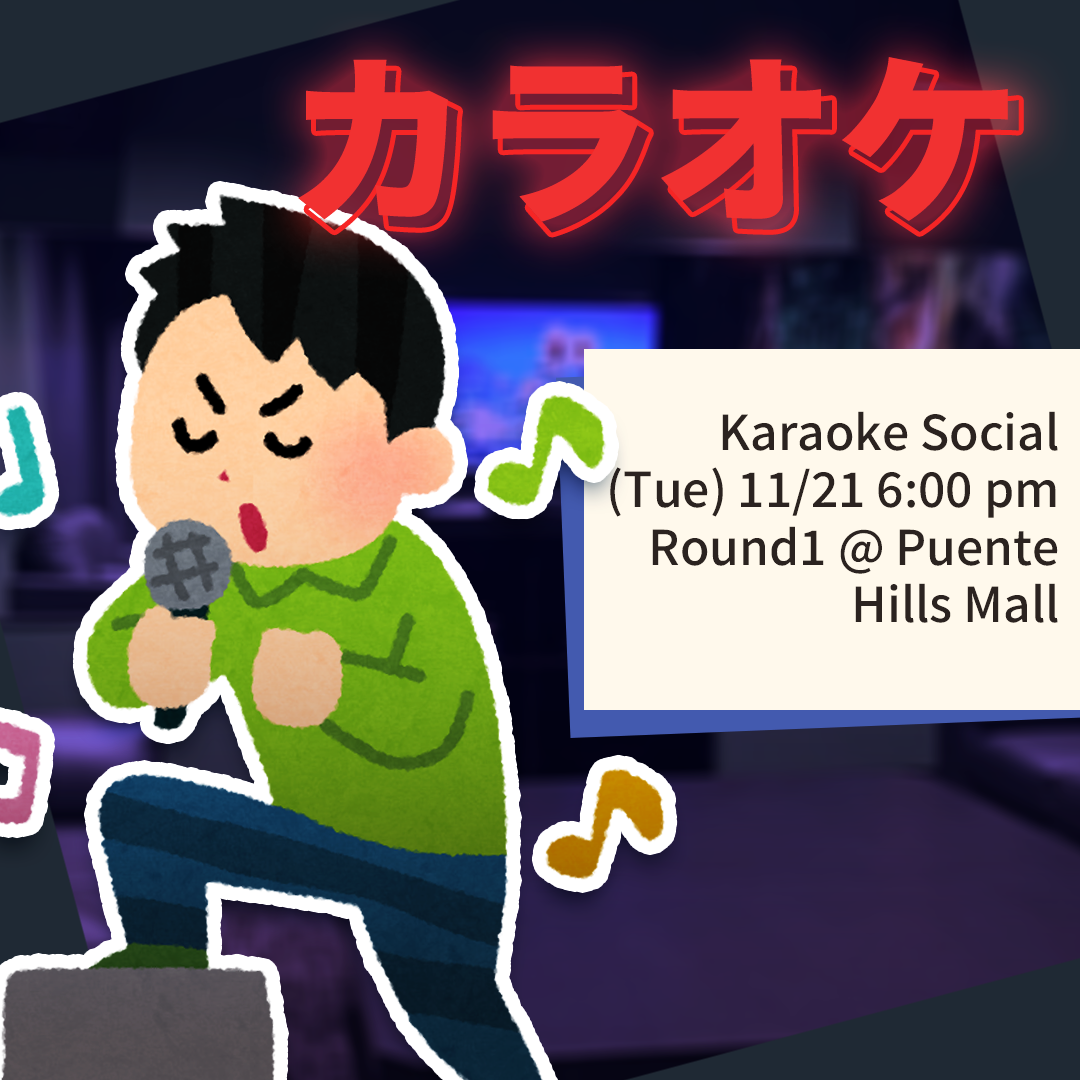 カラオケ
Karaoke Social
(Tue) 11/21 6:00 pm
Round1 @ Puente
Hills Mall